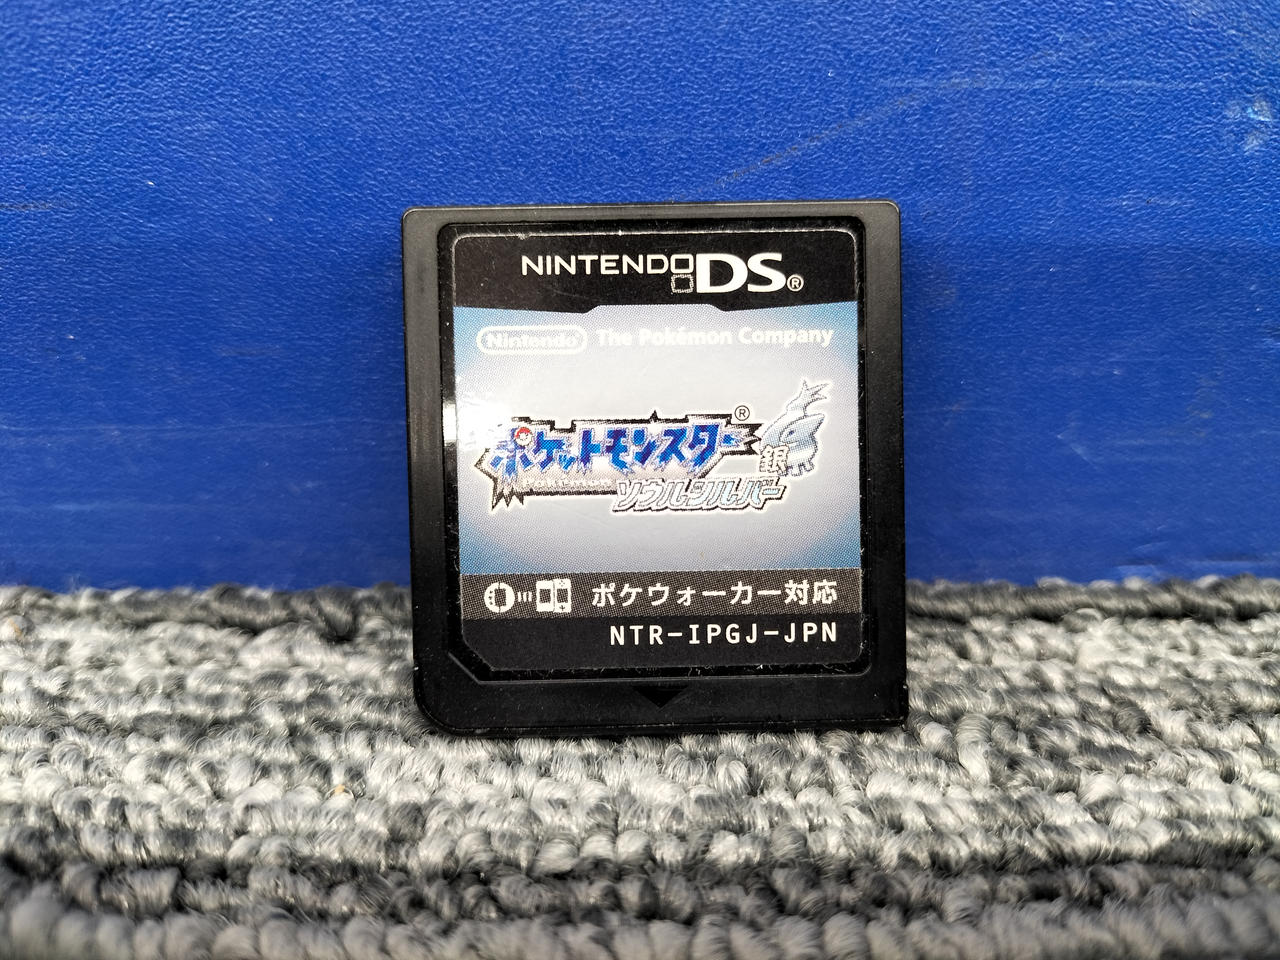 NINTENDO DS®
Nintendo® The Pokémon Company
ポケットモンスター®
Pokémon
銀
ソウルシルバー
ポケウォーカー対応
NTR-IPGJ-JPN